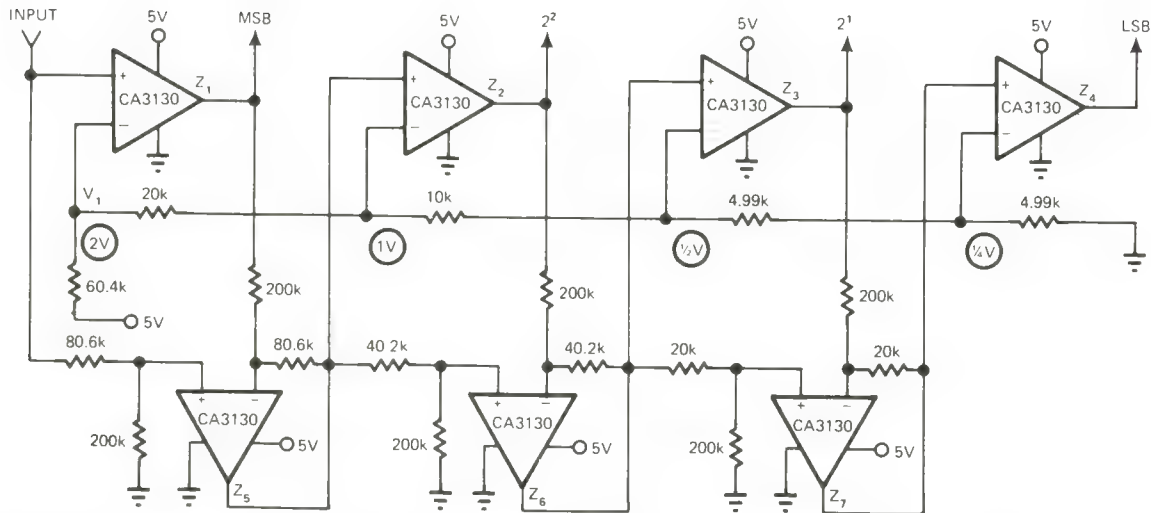 INPUT
MSB
2²
2¹
LSB
5V
5V
5V
5V
+
Z₁
CA3130
−
+
Z₂
CA3130
−
+
Z₃
CA3130
−
+
Z₄
CA3130
−
V₁
20k
10k
4.99k
4.99k
2V
1V
½V
¼V
60.4k
5V
200k
200k
200k
80.6k
80.6k
40.2k
40.2k
20k
20k
+ −
CA3130
5V
200k
Z₅
+ −
CA3130
5V
200k
Z₆
+ −
CA3130
5V
200k
Z₇